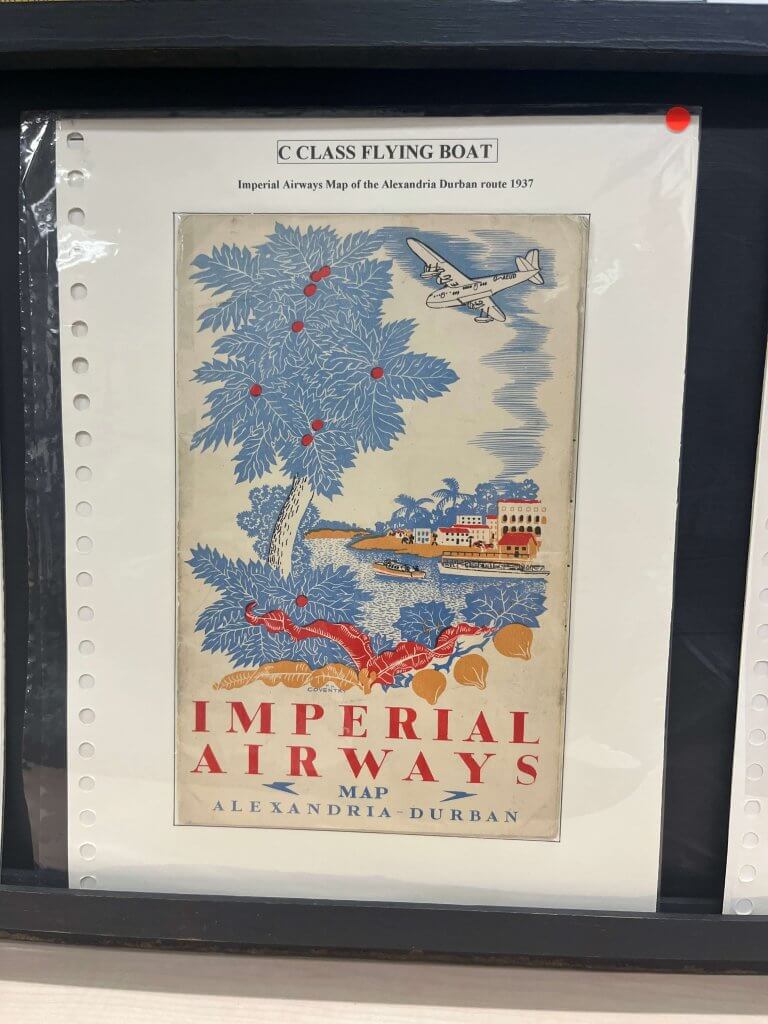 C CLASS FLYING BOAT
Imperial Airways Map of the Alexandria Durban route 1937
COVENTRY
IMPERIAL
AIRWAYS
MAP
ALEXANDRIA-DURBAN